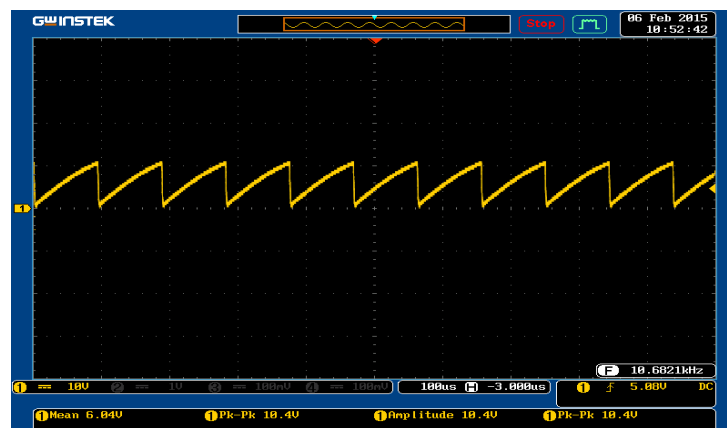 GWINSTEK
Stop
06 Feb 2015
10:52:42
1
F 10.6821kHz
1 10V 2 1V 3 100mV 4 100mV 100us H -3.000us 1 5.08V DC
1 Mean 6.04V 1 Pk-Pk 10.4V 1 Amplitude 10.4V 1 Pk-Pk 10.4V